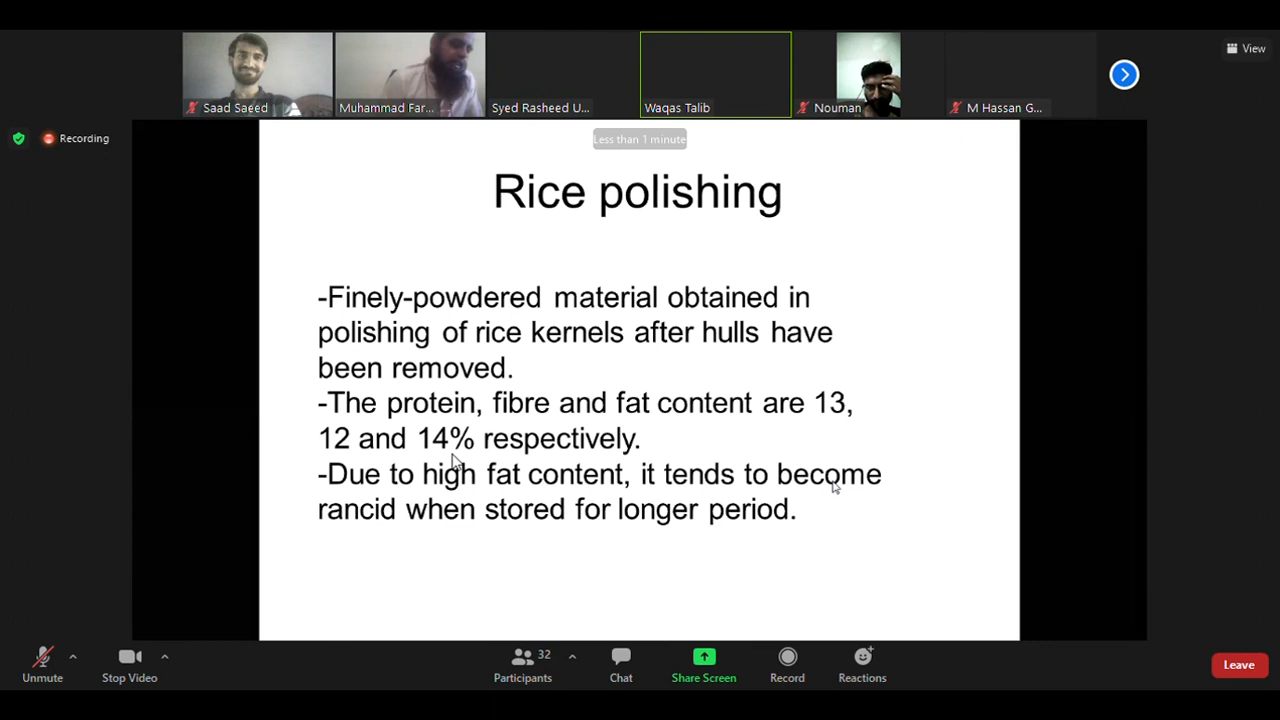 View
Saad Saeed
Muhammad Far...
Syed Rasheed U...
Waqas Talib
Nouman
M Hassan G...
Recording
Less than 1 minute
Rice polishing
-Finely-powdered material obtained in
polishing of rice kernels after hulls have
been removed.
-The protein, fibre and fat content are 13,
12 and 14% respectively.
-Due to high fat content, it tends to become
rancid when stored for longer period.
Unmute
Stop Video
32
Participants
Chat
Share Screen
Record
Reactions
Leave